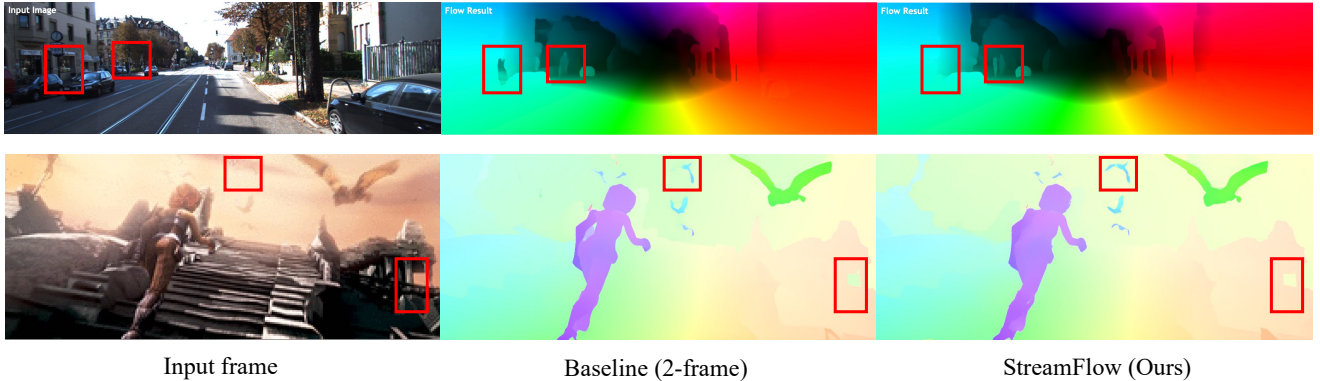 Input Image
Flow Result
Flow Result
Input frame
Baseline (2-frame)
StreamFlow (Ours)